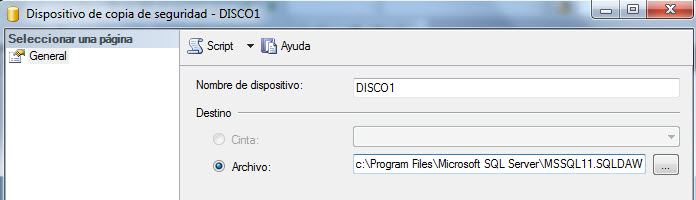 Dispositivo de copia de seguridad - DISCO1
Seleccionar una página
General
Script
Ayuda
Nombre de dispositivo:
DISCO1
Destino
Cinta:
Archivo:
c:\Program Files\Microsoft SQL Server\MSSQL11.SQLDAW
...